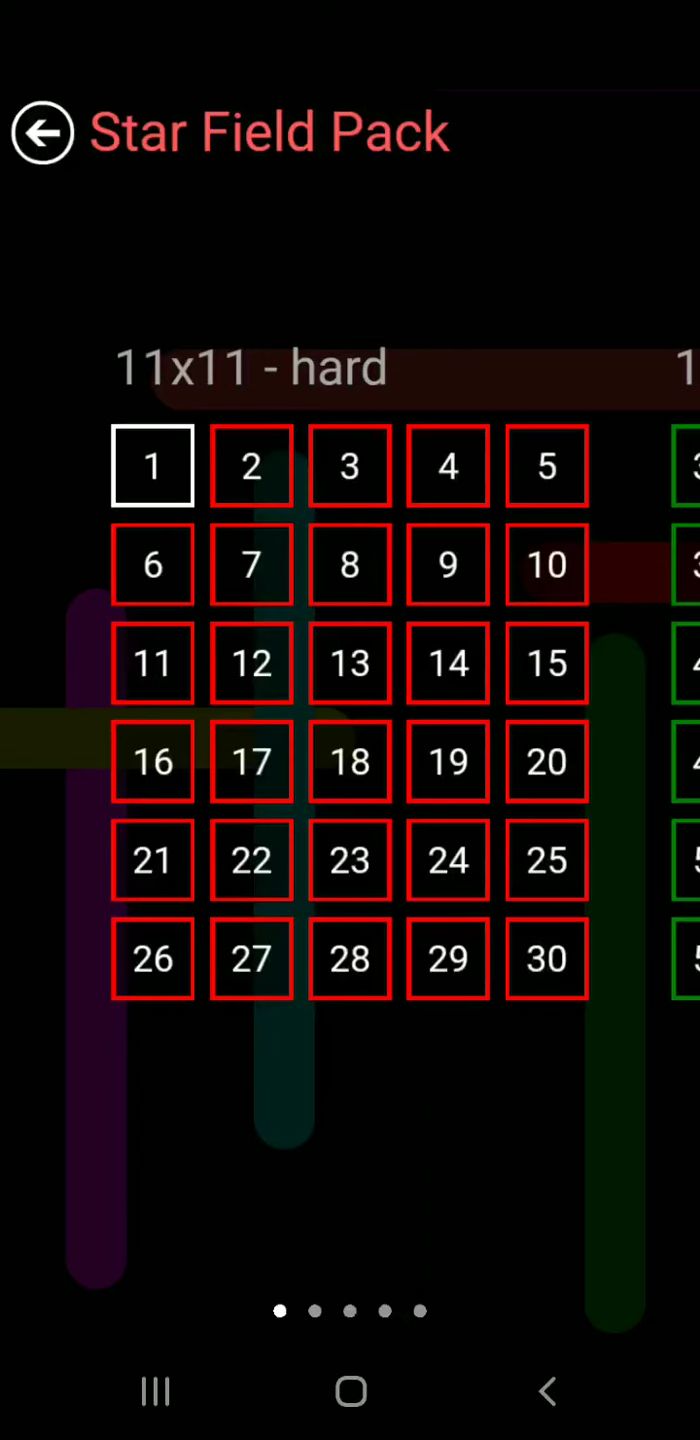 Star Field Pack
11x11 - hard
1
1 2 3 4 5
6 7 8 9 10
11 12 13 14 15
16 17 18 19 20
21 22 23 24 25
26 27 28 29 30